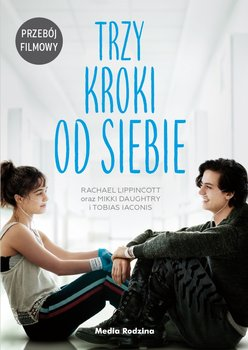 PRZEBÓJ
FILMOWY
TRZY
KROKI
OD SIEBIE
RACHAEL LIPPINCOTT
oraz MIKKI DAUGHTRY
i TOBIAS IACONIS
Media Rodzina